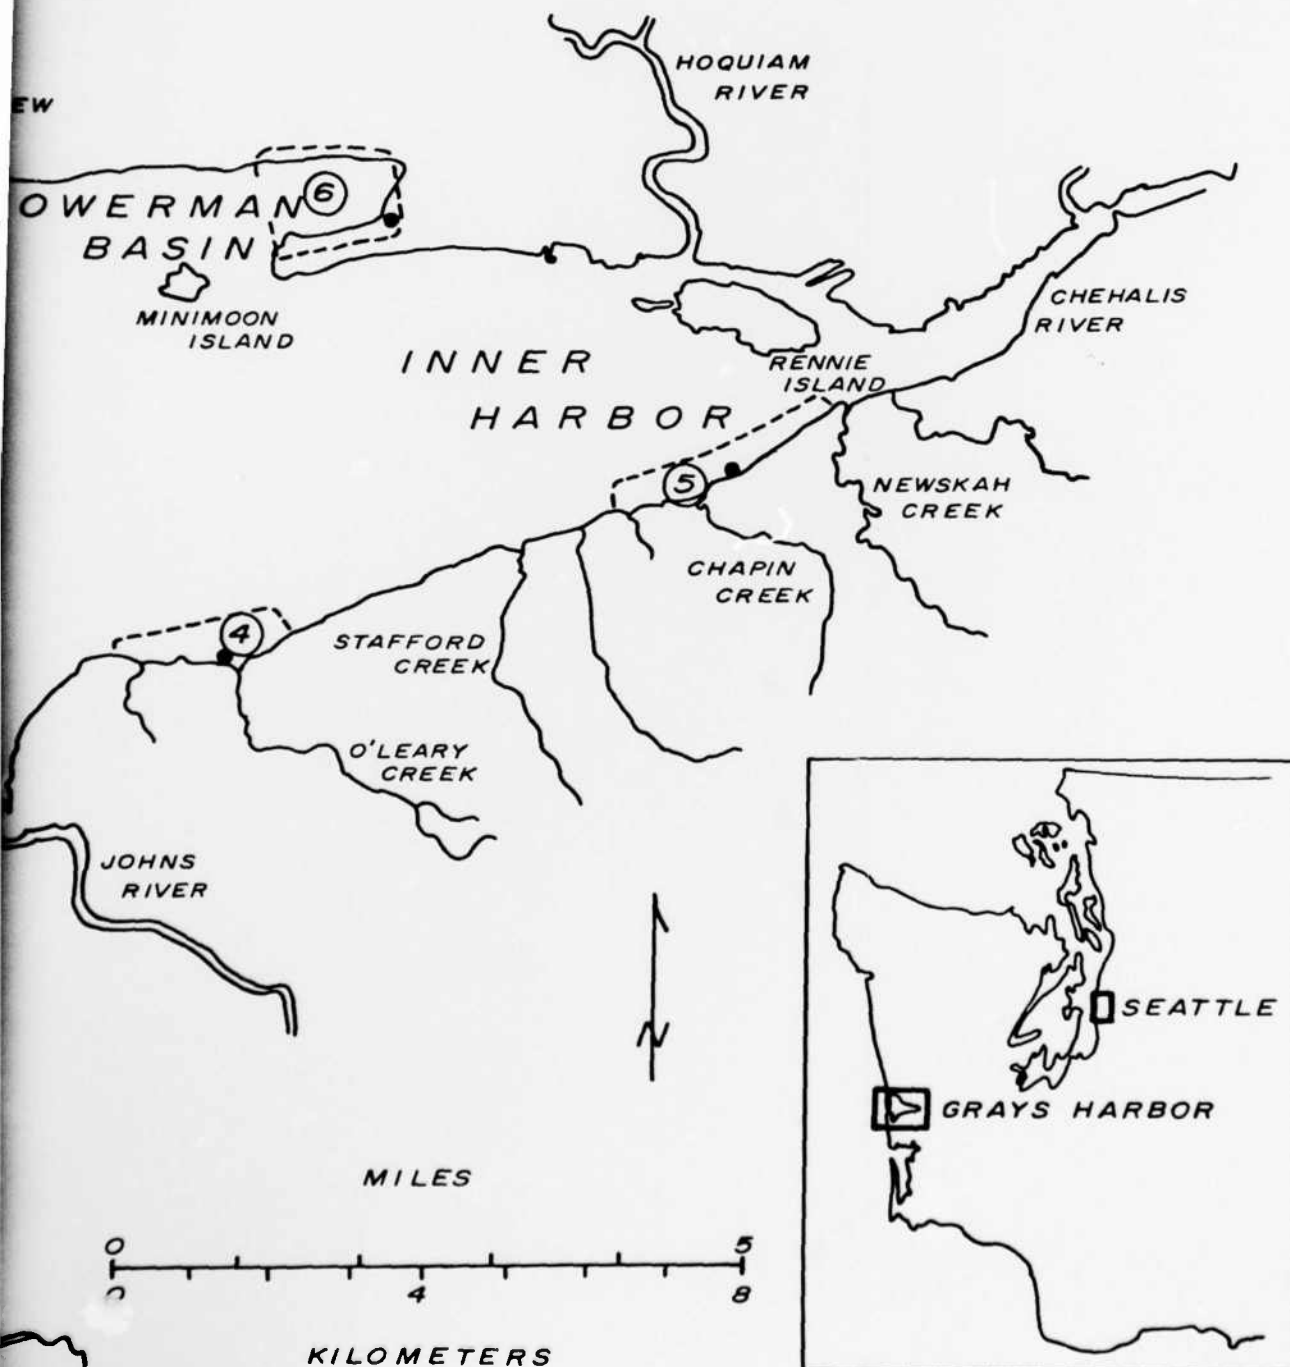 HOQUIAM
RIVER
EW
6
OWERMAN
BASIN
MINIMOON
ISLAND
CHEHALIS
RIVER
INNER
HARBOR
RENNIE
ISLAND
5
NEWSKAH
CREEK
CHAPIN
CREEK
4
STAFFORD
CREEK
O'LEARY
CREEK
JOHNS
RIVER
N
SEATTLE
GRAYS HARBOR
MILES
0 5
0 4 8
KILOMETERS